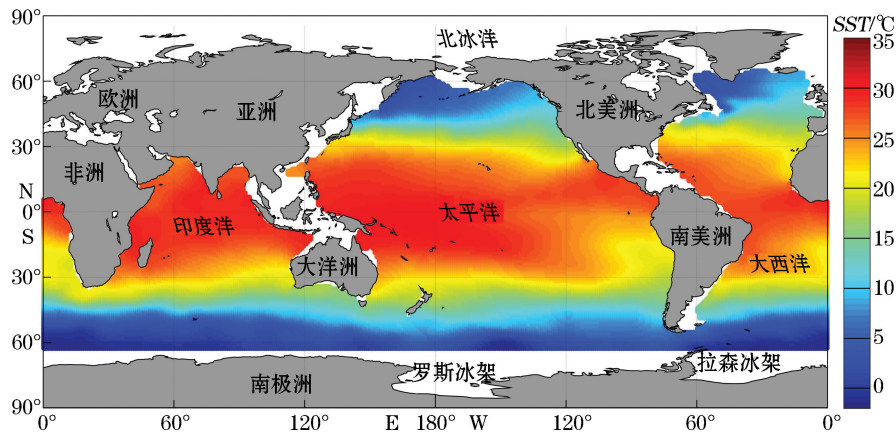 90°
北冰洋
SST/℃
35
60°
欧洲
亚洲
北美洲
30
30°
非洲
25
N
0°
印度洋
太平洋
20
S
南美洲
大洋洲
大西洋
15
30°
10
60°
5
南极洲
罗斯冰架
拉森冰架
0
90°
0° 60° 120° E 180° W 120° 60° 0°